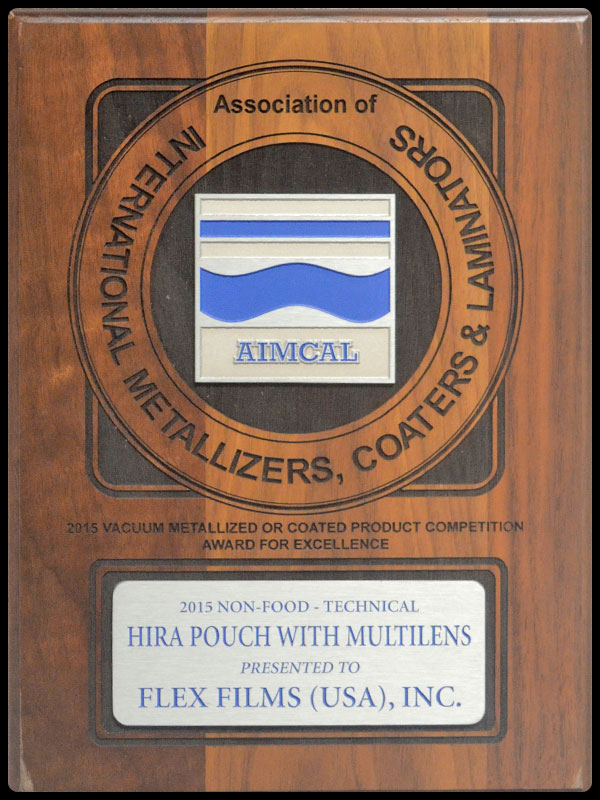 Association of
INTERNATIONAL METALLIZERS, COATERS & LAMINATORS
AIMCAL
2015 VACUUM METALLIZED OR COATED PRODUCT COMPETITION
AWARD FOR EXCELLENCE
2015 NON-FOOD - TECHNICAL
HIRA POUCH WITH MULTILENS
PRESENTED TO
FLEX FILMS (USA), INC.